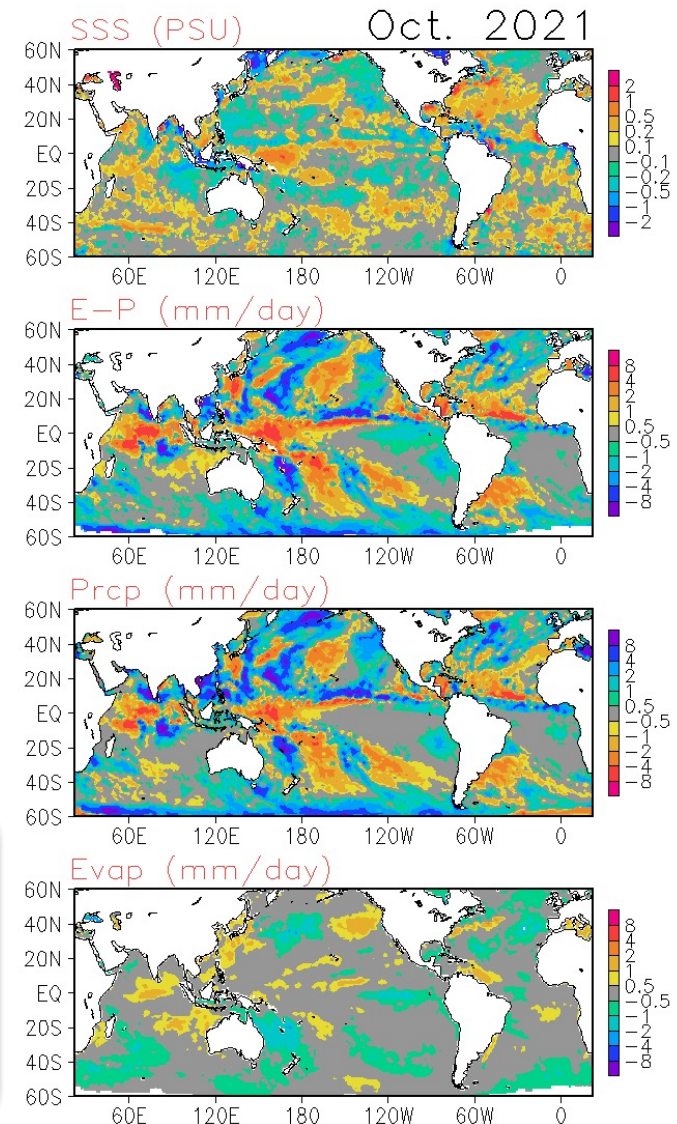 SSS (PSU) Oct. 2021
60N
40N
20N
EQ
20S
40S
60S
60E 120E 180 120W 60W 0
2
1
0.5
0.2
0.1
-0.1
-0.2
-0.5
-1
-2
E-P (mm/day)
60N
40N
20N
EQ
20S
40S
60S
60E 120E 180 120W 60W 0
8
4
2
1
0.5
-0.5
-1
-2
-4
-8
Prcp (mm/day)
60N
40N
20N
EQ
20S
40S
60S
60E 120E 180 120W 60W 0
8
4
2
1
0.5
-0.5
-1
-2
-4
-8
Evap (mm/day)
60N
40N
20N
EQ
20S
40S
60S
60E 120E 180 120W 60W 0
8
4
2
1
0.5
-0.5
-1
-2
-4
-8